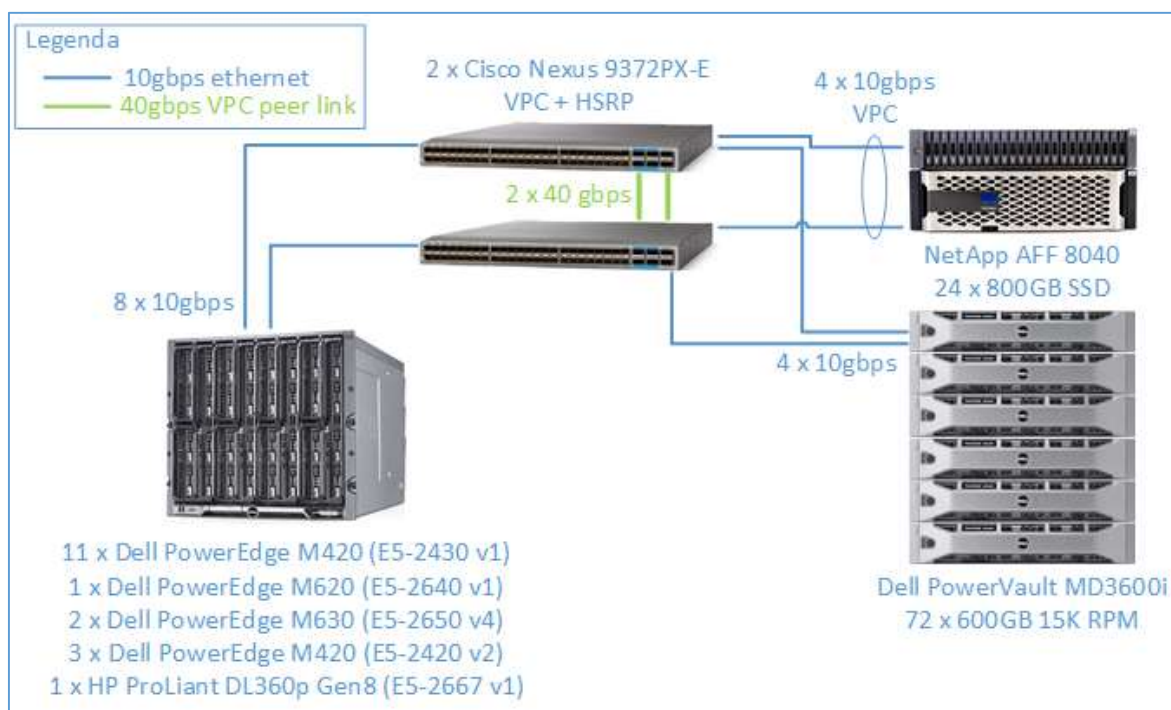 Legenda
10gbps ethernet
40gbps VPC peer link
2 x Cisco Nexus 9372PX-E
VPC + HSRP
4 x 10gbps
VPC
2 x 40 gbps
NetApp AFF 8040
24 x 800GB SSD
8 x 10gbps
4 x 10gbps
11 x Dell PowerEdge M420 (E5-2430 v1)
1 x Dell PowerEdge M620 (E5-2640 v1)
2 x Dell PowerEdge M630 (E5-2650 v4)
3 x Dell PowerEdge M420 (E5-2420 v2)
1 x HP ProLiant DL360p Gen8 (E5-2667 v1)
Dell PowerVault MD3600i
72 x 600GB 15K RPM